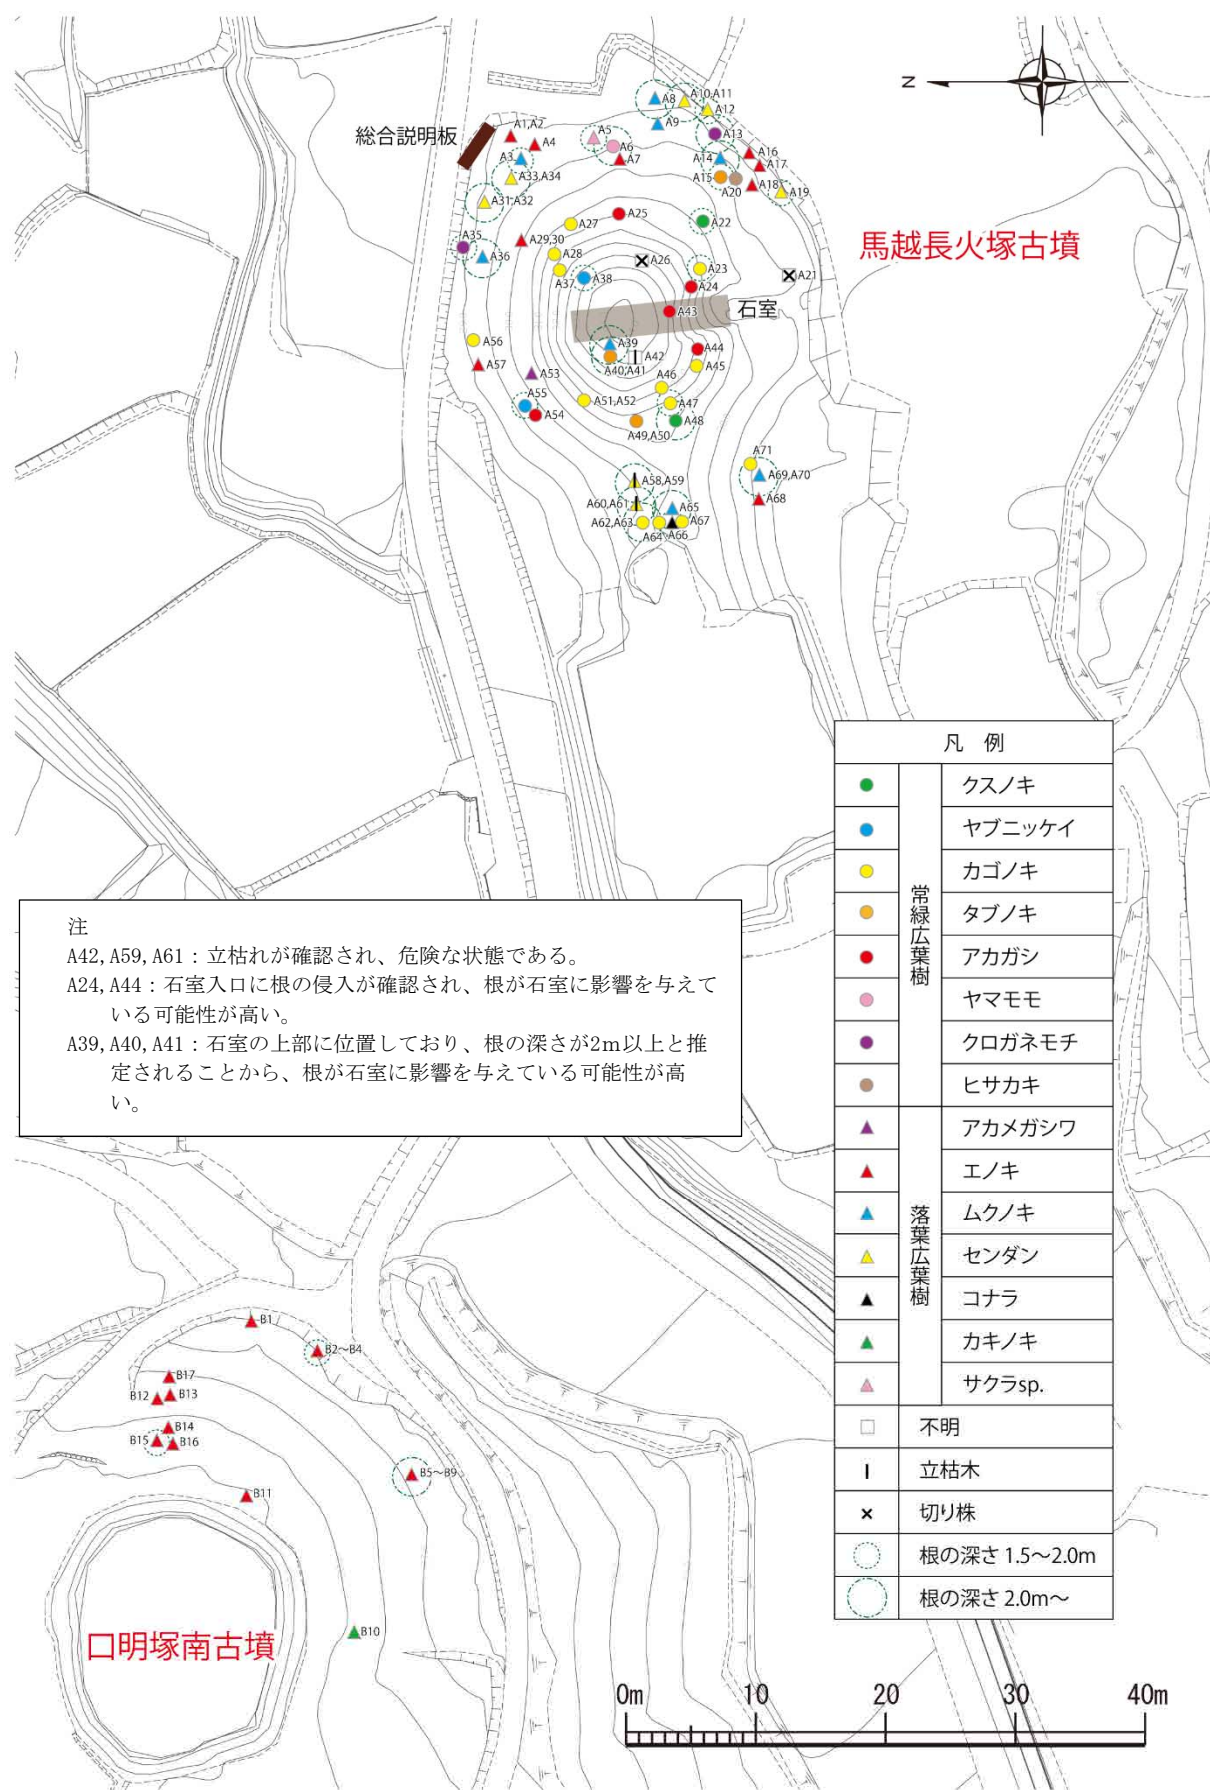 N
総合説明板
A1,A2
A4
A3
A33,A34
A31,A32
A5
A6
A7
A8
A9
A10,A11
A12
A13
A14
A15
A20
A16
A17
A18
A19
A35
A36
A27
A25
A22
A29,30
A28
A26
A23
A21
A37
A38
A24
馬越長火塚古墳
A43
石室
A56
A57
A39
A42
A40,A41
A44
A45
A53
A46
A55
A51,A52
A47
A54
A48
A49,A50
A71
A58,A59
A69,A70
A60,A61
A65
A68
A62,A63
A67
A64
A66
凡 例
常緑広葉樹
クスノキ
ヤブニッケイ
カゴノキ
タブノキ
アカガシ
ヤマモモ
クロガネモチ
ヒサカキ
落葉広葉樹
アカメガシワ
エノキ
ムクノキ
センダン
コナラ
カキノキ
サクラsp.
不明
立枯木
切り株
根の深さ 1.5～2.0m
根の深さ 2.0m～
注
A42,A59,A61：立枯れが確認され、危険な状態である。
A24,A44：石室入口に根の侵入が確認され、根が石室に影響を与えて
いる可能性が高い。
A39,A40,A41：石室の上部に位置しており、根の深さが2m以上と推
定されることから、根が石室に影響を与えている可能性が高
い。
B1
B2～B4
B17
B12
B13
B14
B15
B16
B5～B9
B11
B10
口明塚南古墳
0m
10
20
30
40m